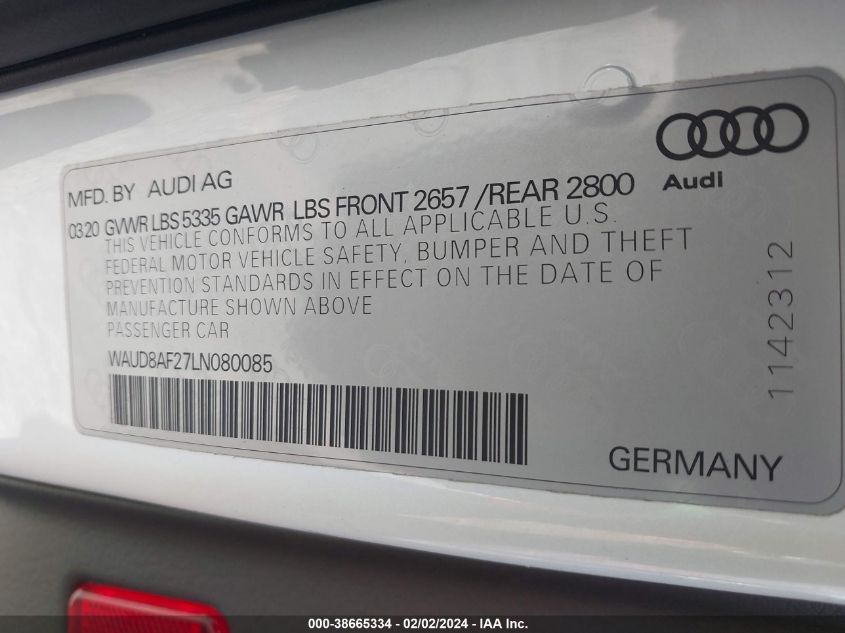 MFD. BY AUDI AG
Audi
0320 GVWR LBS 5335 GAWR LBS FRONT 2657 /REAR 2800
THIS VEHICLE CONFORMS TO ALL APPLICABLE U.S.
FEDERAL MOTOR VEHICLE SAFETY, BUMPER AND THEFT
PREVENTION STANDARDS IN EFFECT ON THE DATE OF
MANUFACTURE SHOWN ABOVE
PASSENGER CAR
WAUD8AF27LN080085
1142312
GERMANY
000-38665334 - 02/02/2024 - IAA Inc.